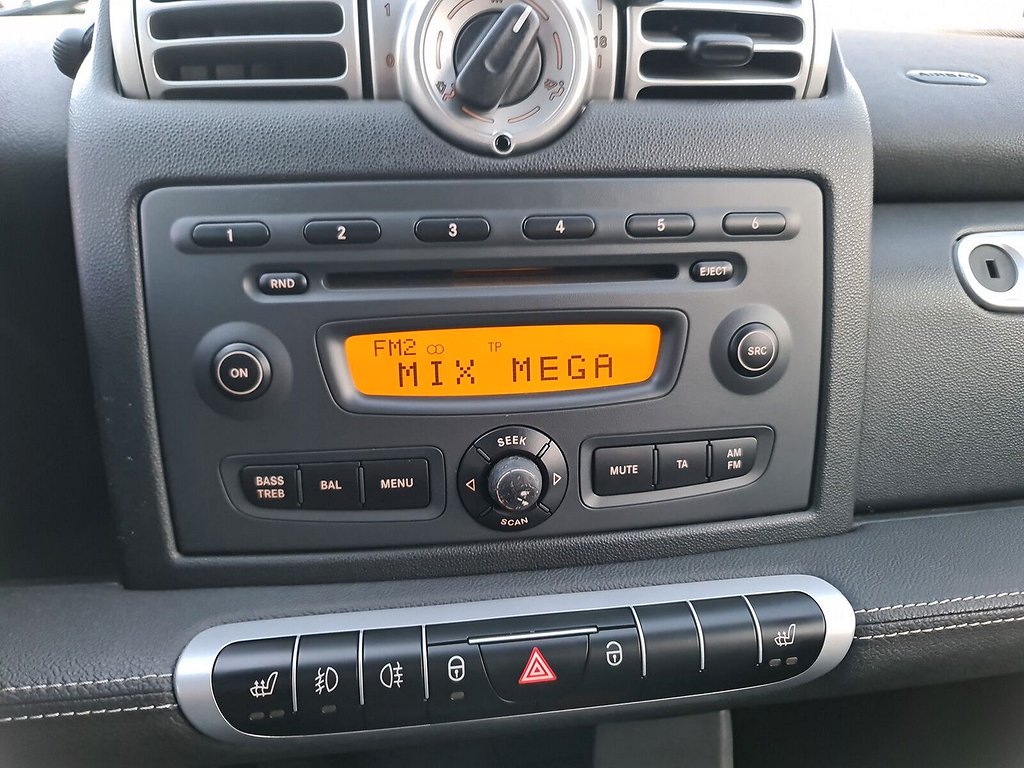 AIRBAG
1 2 3 4 5 6
RND EJECT
FM2 TP
MIX MEGA
ON SRC
SEEK
BASS
TREB
BAL
MENU
MUTE
TA
AM
FM
SCAN